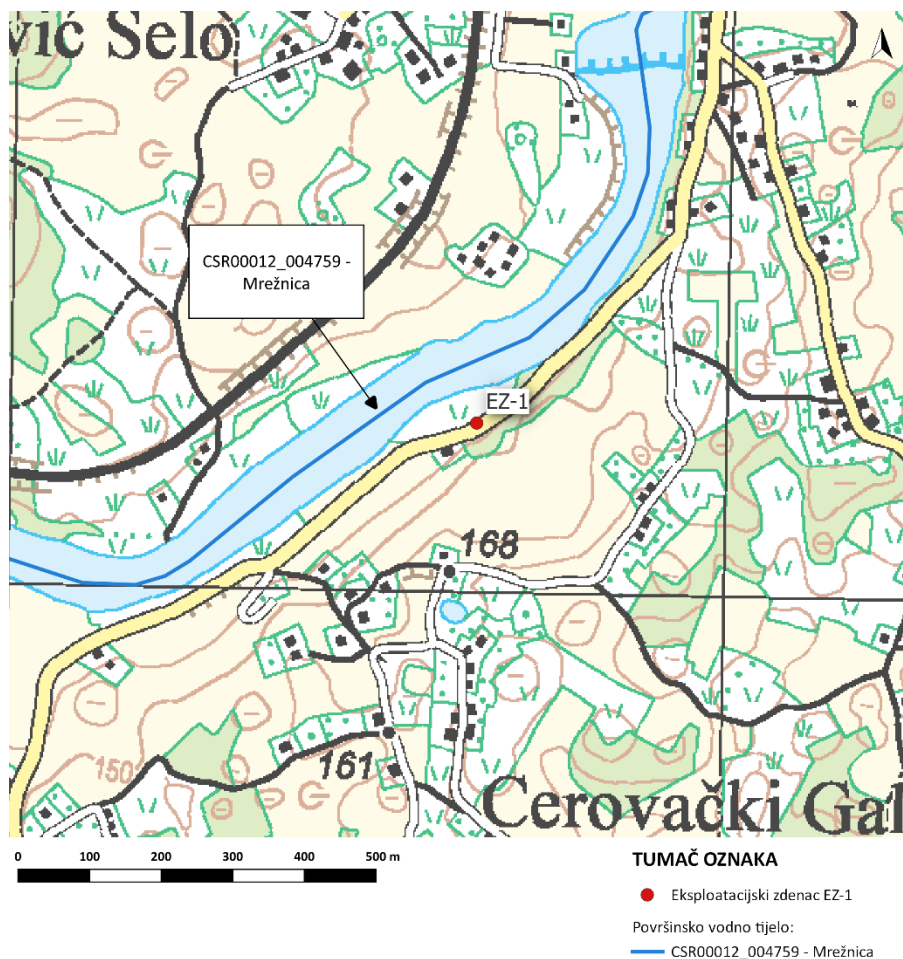 vić Selo
CSR00012_004759 -
Mrežnica
EZ-1
168
150
161
Cerovački Gal
0 100 200 300 400 500 m
TUMAČ OZNAKA
Eksploatacijski zdenac EZ-1
Površinsko vodno tijelo:
CSR00012_004759 - Mrežnica